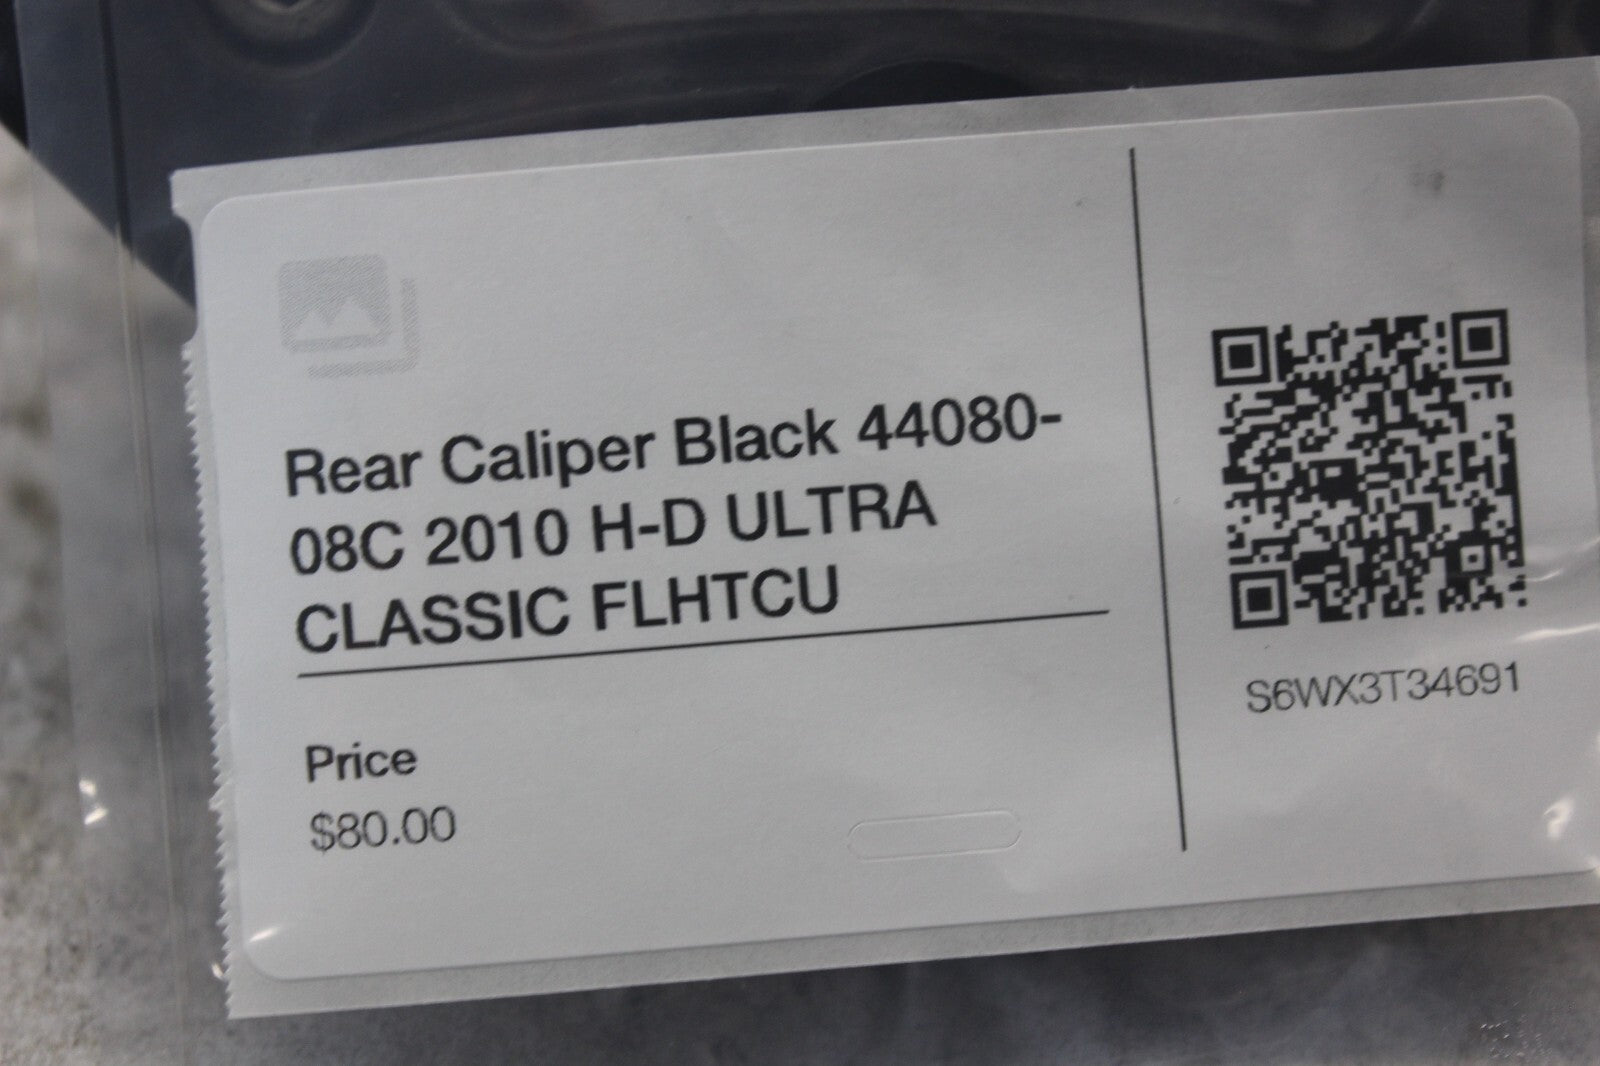 Rear Caliper Black 44080-
08C 2010 H-D ULTRA
CLASSIC FLHTCU
Price
$80.00
S6WX3T34691